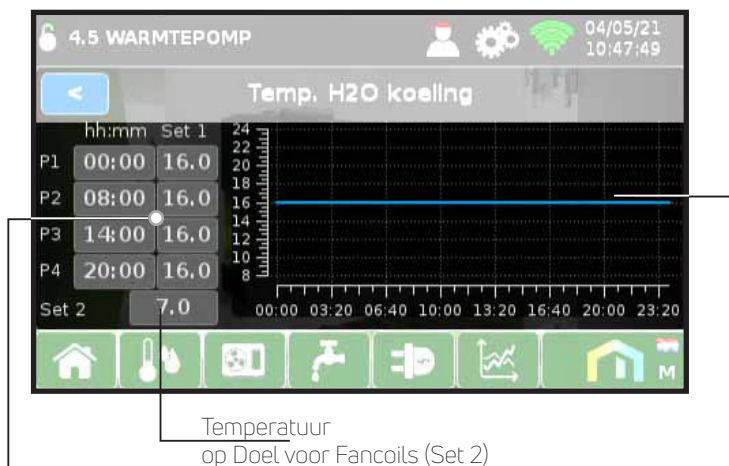 4.5 WARMTEPOMP
04/05/21
10:47:49
<
Temp. H2O koeling
hh:mm Set 1
P1 00:00 16.0
P2 08:00 16.0
P3 14:00 16.0
P4 20:00 16.0
Set 2 7.0
24
22
20
18
16
14
12
10
8
00:00 03:20 06:40 10:00 13:20 16:40 20:00 23:20
M
Temperatuur
op Doel voor Fancoils (Set 2)